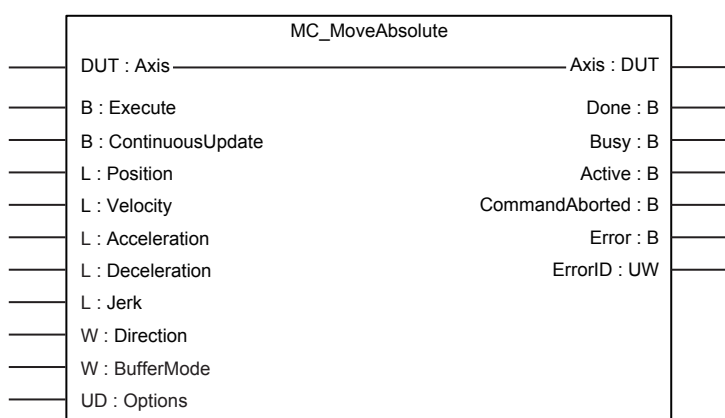 MC_MoveAbsolute
DUT : Axis Axis : DUT
B : Execute Done : B
B : ContinuousUpdate Busy : B
L : Position Active : B
L : Velocity CommandAborted : B
L : Acceleration Error : B
L : Deceleration ErrorID : UW
L : Jerk
W : Direction
W : BufferMode
UD : Options